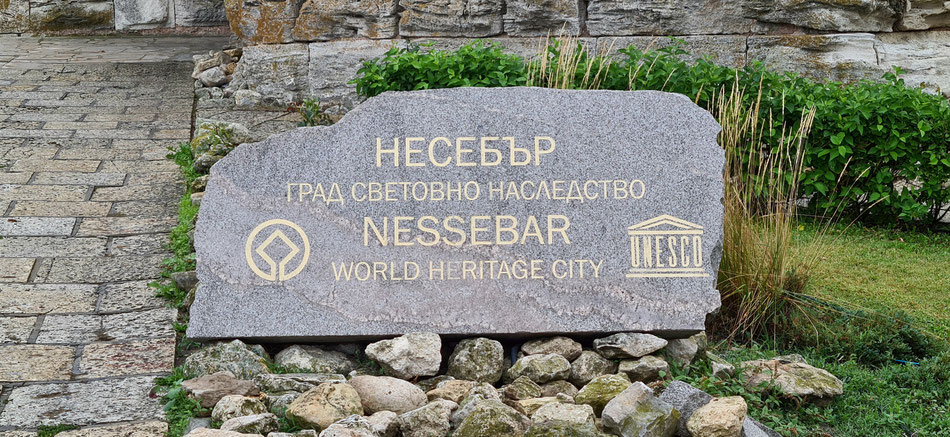 НЕСЕБЪР
ГРАД СВЕТОВНО НАСЛЕДСТВО
NESSEBAR
WORLD HERITAGE CITY
UNESCO